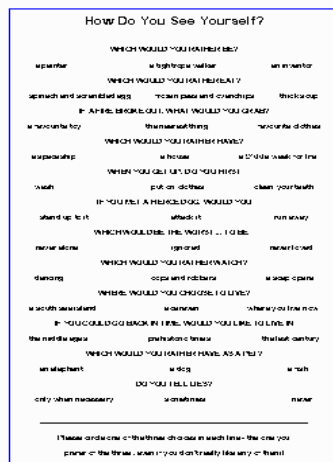 How Do You See Yourself?
WHICH WOULD YOU RATHER BE?
a painter a tightrope walker an inventor
WHICH WOULD YOU RATHER EAT?
spinach and scrambled egg frozen peas and oven chips thick soup
IF A FIRE BROKE OUT, WHAT WOULD YOU GRAB?
a favourite toy the nearest thing favourite clothes
WHICH WOULD YOU RATHER HAVE?
a spaceship a house a week for life
WHEN YOU GET UP, DO YOU FIRST
wash put on clothes clean your teeth
IF YOU MET A FIERCE DOG, WOULD YOU
stand up to it attack it run away
WHICH WOULD BE THE WORST ... TO BE
never alone ignored never loved
WHICH WOULD YOU RATHER WATCH?
dancing cops and robbers a soap opera
WHERE WOULD YOU CHOOSE TO LIVE?
a south sea island a caravan where you live now
IF YOU COULD GO BACK IN TIME, WOULD YOU LIKE TO LIVE IN
the middle ages prehistoric times the last century
WHICH WOULD YOU RATHER HAVE AS A PET?
an elephant a dog a fish
DO YOU TELL LIES?
only when necessary sometimes never
Please circle one of the three choices in each line - the one you
prefer of the three, even if you don't really like any of them!